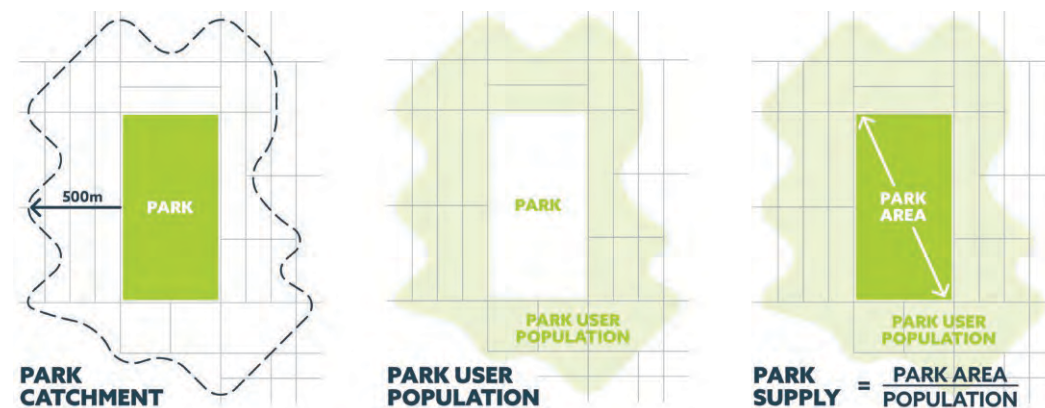 500m
PARK
PARK
CATCHMENT
PARK
PARK USER
POPULATION
PARK USER
POPULATION
PARK
AREA
PARK USER
POPULATION
PARK
SUPPLY
=
PARK AREA
POPULATION